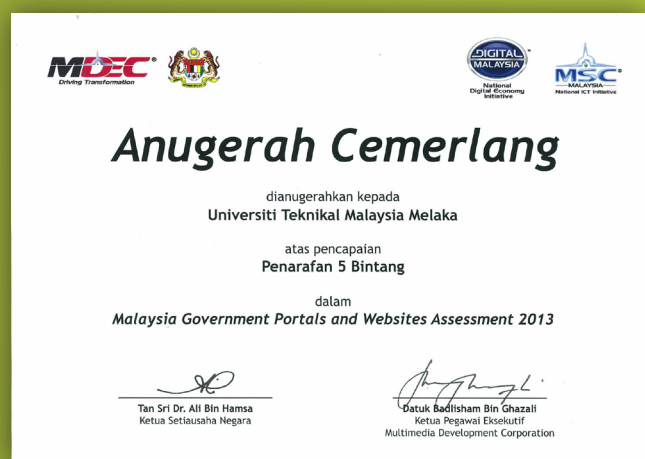 MDEC
Driving Transformation
DIGITAL
MALAYSIA
National
Digital Economy
Initiative
MSC
MALAYSIA
National ICT Initiative
Anugerah Cemerlang
dianugerahkan kepada
Universiti Teknikal Malaysia Melaka
atas pencapaian
Penarafan 5 Bintang
dalam
Malaysia Government Portals and Websites Assessment 2013
Tan Sri Dr. Ali Bin Hamsa
Ketua Setiausaha Negara
Datuk Badlisham Bin Ghazali
Ketua Pegawai Eksekutif
Multimedia Development Corporation